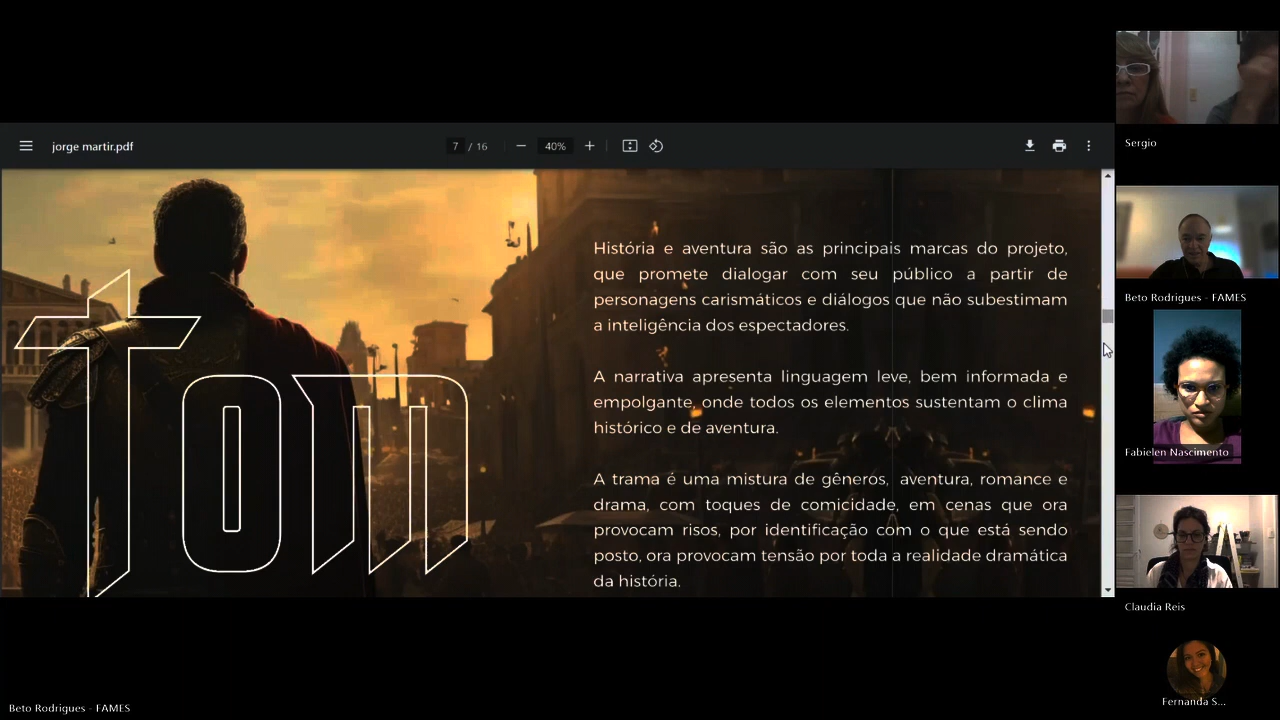 jorge martir.pdf
7 / 16
40%
Tom
História e aventura são as principais marcas do projeto,
que promete dialogar com seu público a partir de
personagens carismáticos e diálogos que não subestimam
a inteligência dos espectadores.
A narrativa apresenta linguagem leve, bem informada e
empolgante, onde todos os elementos sustentam o clima
histórico e de aventura.
A trama é uma mistura de gêneros, aventura, romance e
drama, com toques de comicidade, em cenas que ora
provocam risos, por identificação com o que está sendo
posto, ora provocam tensão por toda a realidade dramática
da história.
Sergio
Beto Rodrigues - FAMES
Fabielen Nascimento
Claudia Reis
Fernanda S...
Beto Rodrigues - FAMES